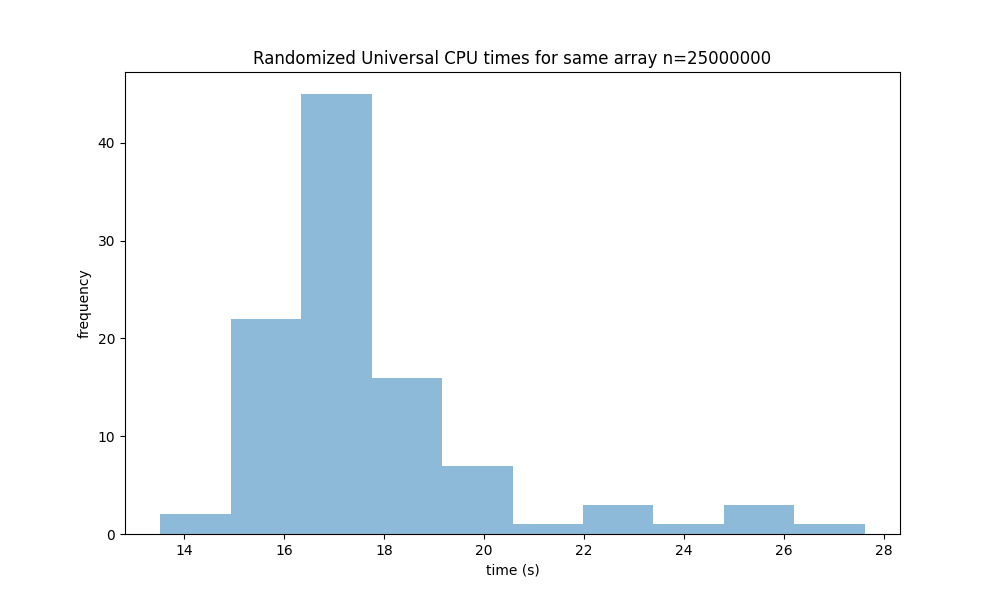 Randomized Universal CPU times for same array n=25000000
40
30
20
10
0
frequency
14 16 18 20 22 24 26 28
time (s)